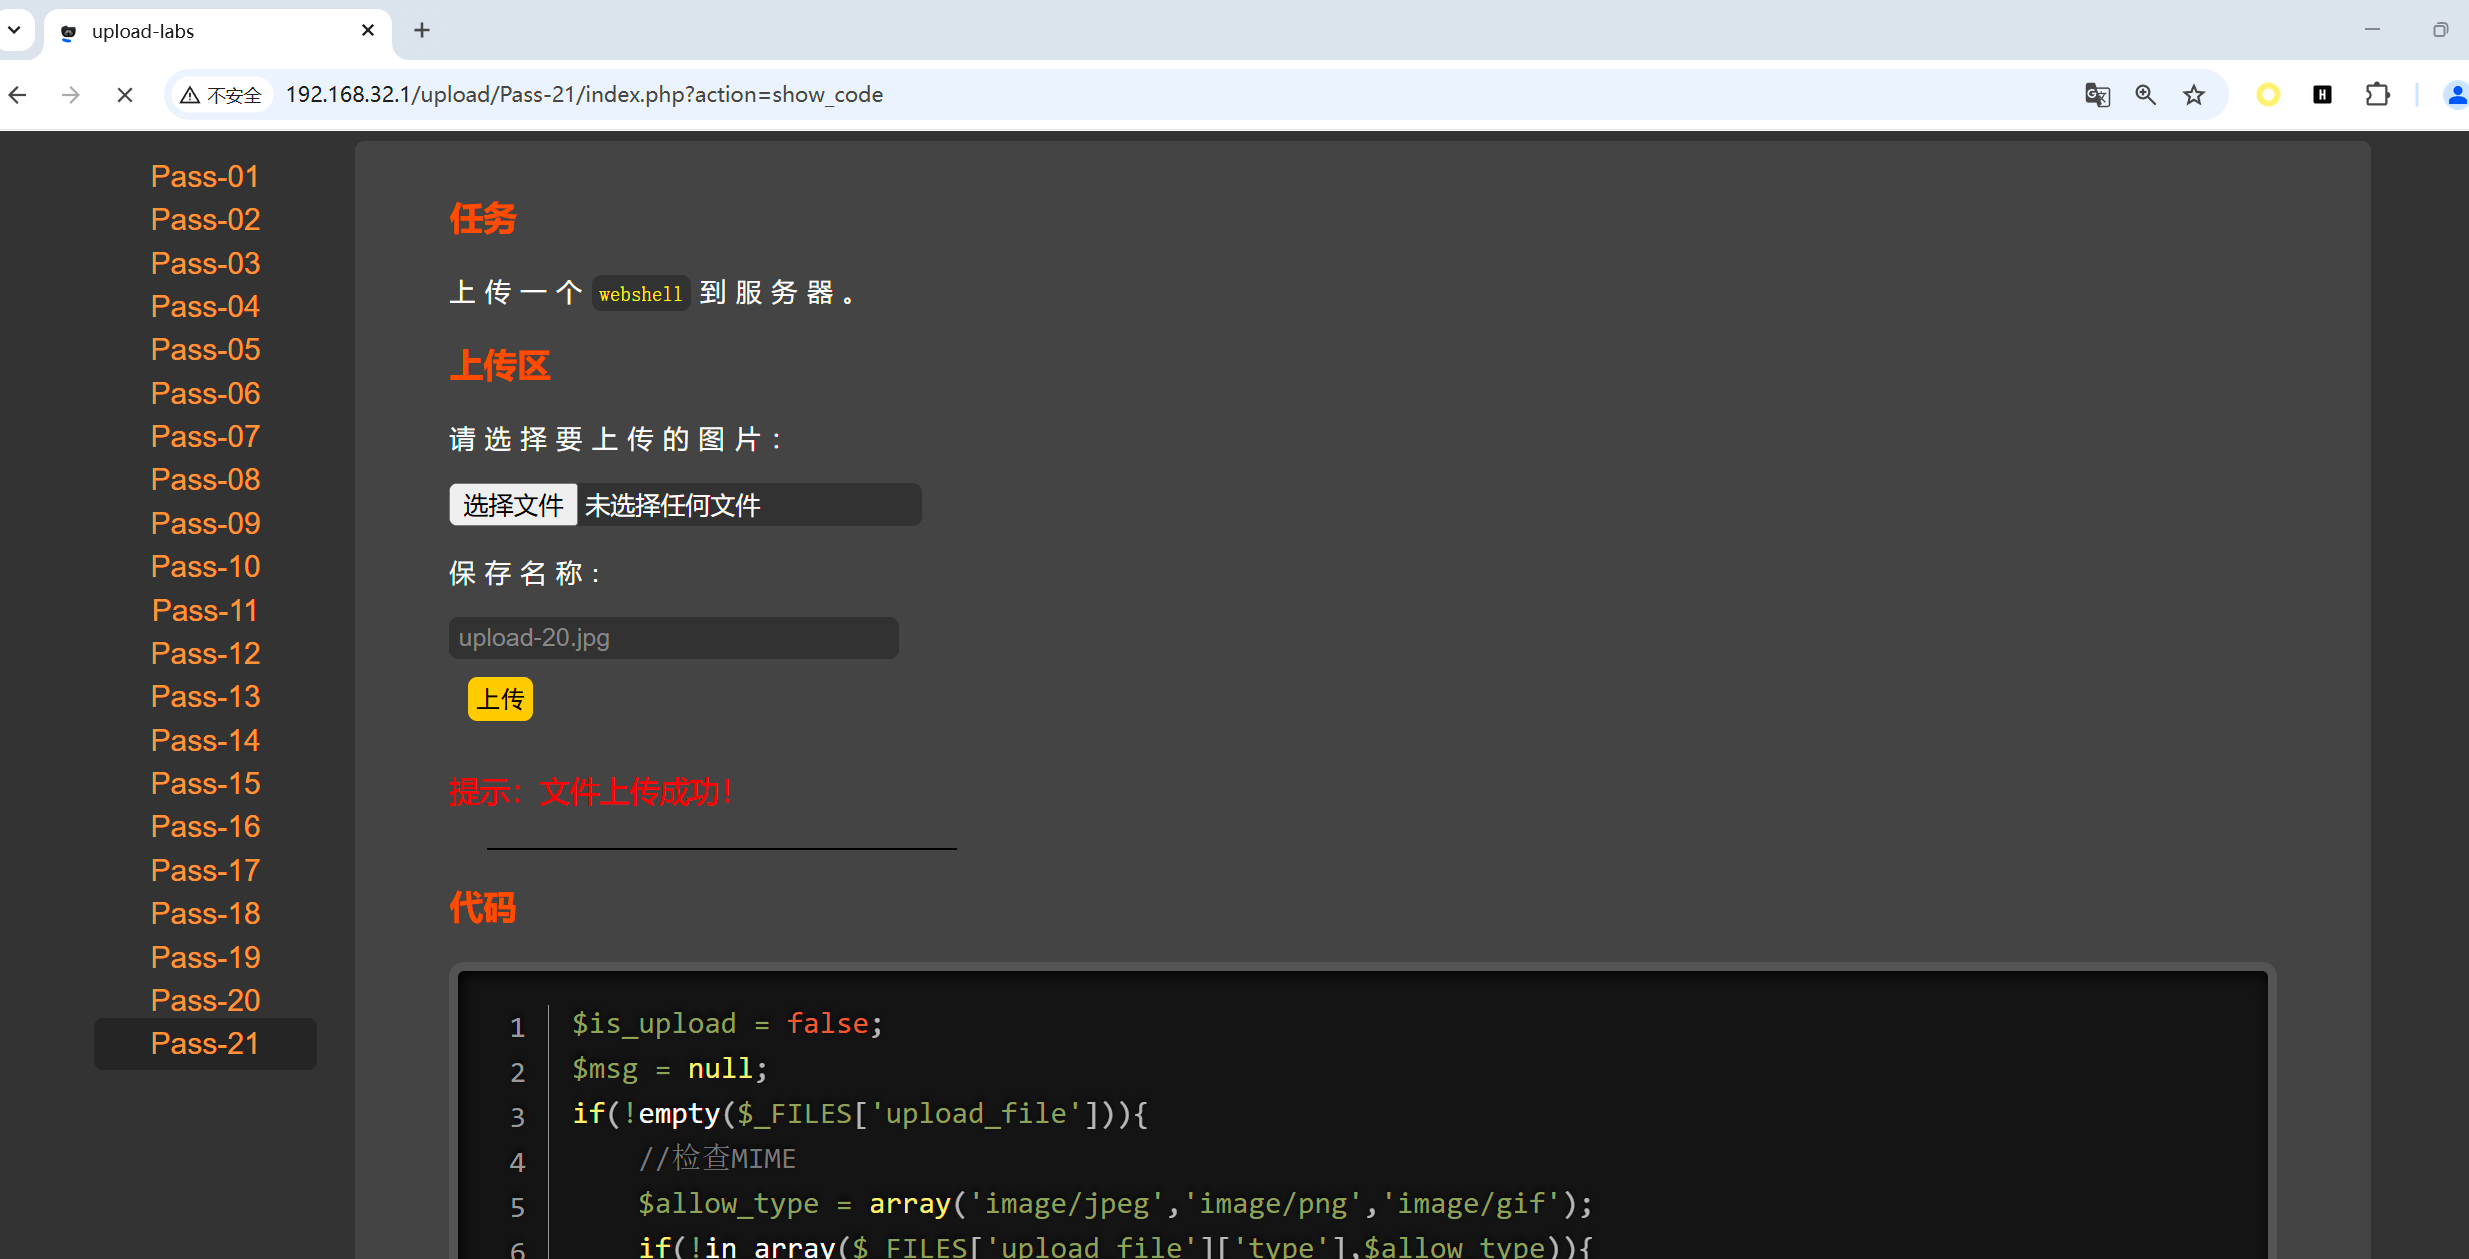 upload-labs
不安全
192.168.32.1/upload/Pass-21/index.php?action=show_code
Pass-01
Pass-02
Pass-03
Pass-04
Pass-05
Pass-06
Pass-07
Pass-08
Pass-09
Pass-10
Pass-11
Pass-12
Pass-13
Pass-14
Pass-15
Pass-16
Pass-17
Pass-18
Pass-19
Pass-20
Pass-21
任务
上传一个 webshell 到服务器。
上传区
请选择要上传的图片:
选择文件 未选择任何文件
保存名称:
upload-20.jpg
上传
提示：文件上传成功！
代码
1 $is_upload = false;
2 $msg = null;
3 if(!empty($_FILES['upload_file'])){
4 //检查MIME
5 $allow_type = array('image/jpeg','image/png','image/gif');
6 if(!in_array($_FILES['upload_file']['type'],$allow_type)){